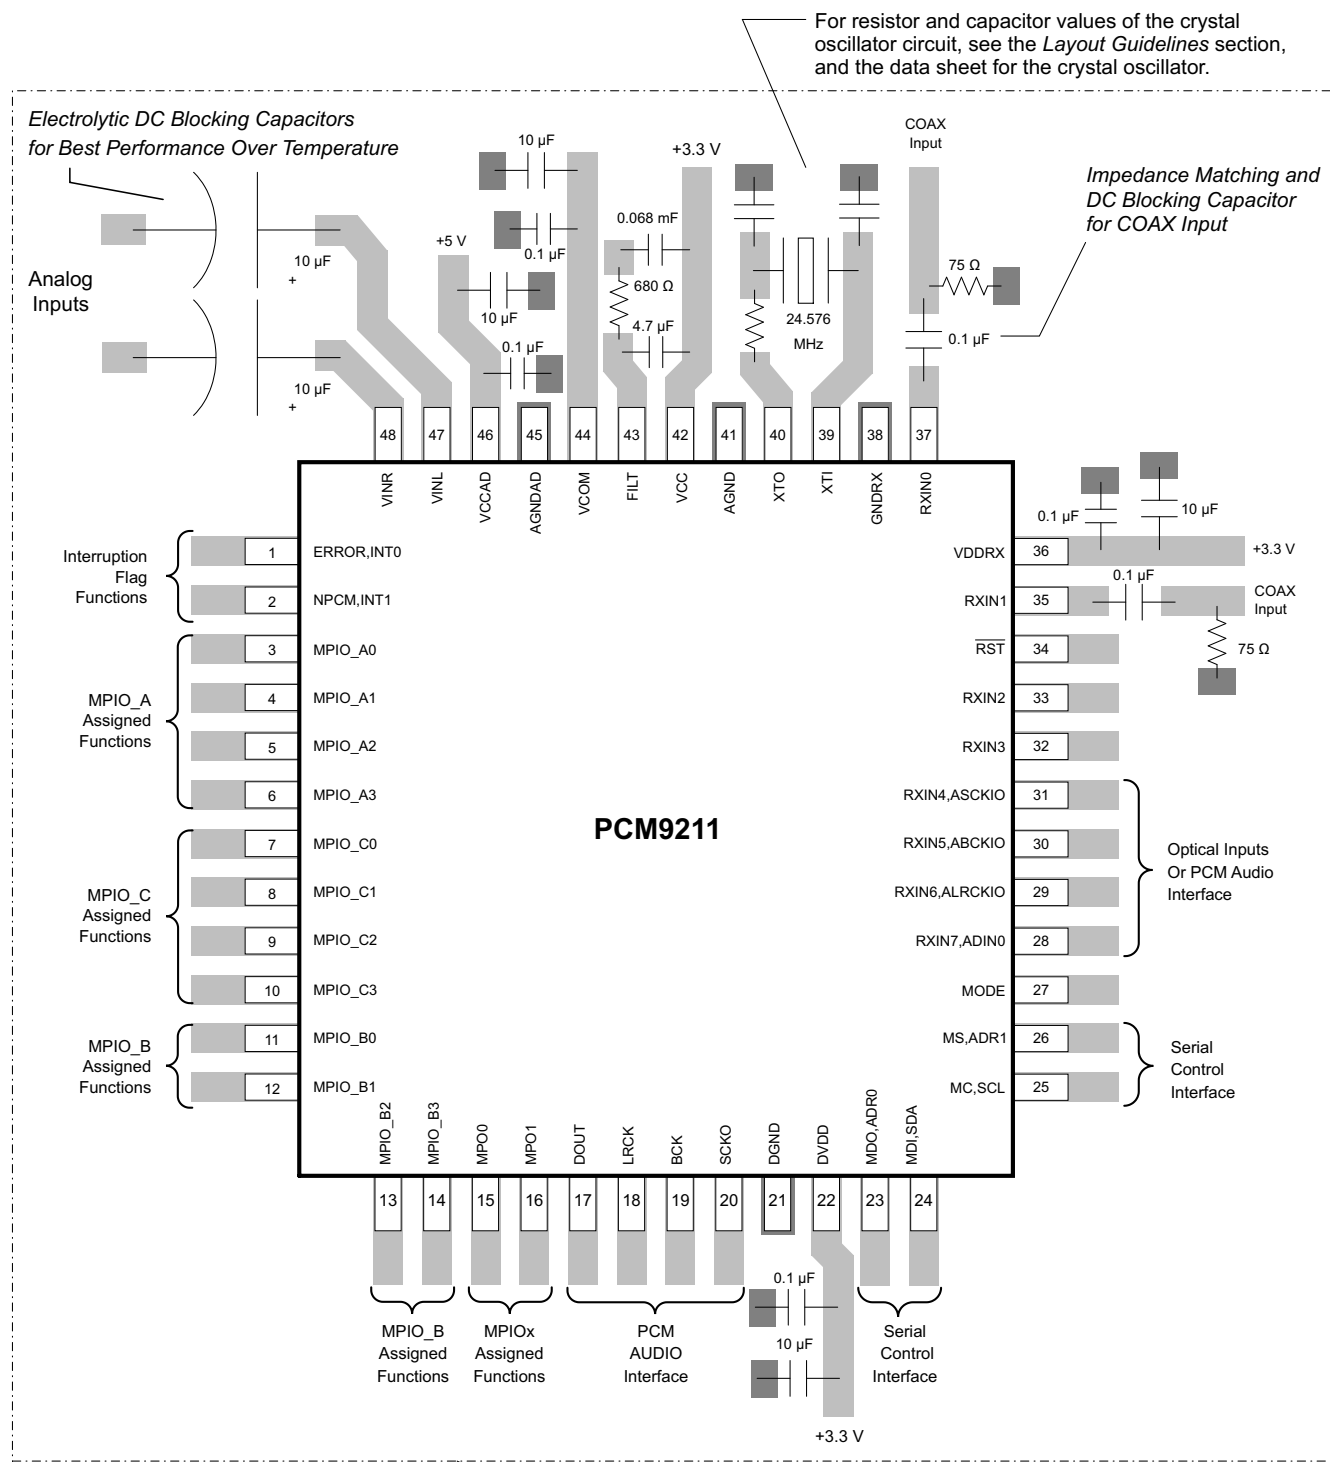 For resistor and capacitor values of the crystal
oscillator circuit, see the Layout Guidelines section,
and the data sheet for the crystal oscillator.
Electrolytic DC Blocking Capacitors
for Best Performance Over Temperature
Analog
Inputs
10 µF
+
10 µF
+
+5 V
10 µF
0.1 µF
10 µF
0.1 µF
0.068 mF
680 Ω
4.7 µF
+3.3 V
24.576
MHz
COAX
Input
75 Ω
0.1 µF
Impedance Matching and
DC Blocking Capacitor
for COAX Input
48
47
46
45
44
43
42
41
40
39
38
37
VINR
VINL
VCCAD
AGNDAD
VCOM
FILT
VCC
AGND
XTO
XTI
GNDRX
RXIN0
Interruption
Flag
Functions
1 ERROR,INT0
2 NPCM,INT1
MPIO_A
Assigned
Functions
3 MPIO_A0
4 MPIO_A1
5 MPIO_A2
6 MPIO_A3
MPIO_C
Assigned
Functions
7 MPIO_C0
8 MPIO_C1
9 MPIO_C2
10 MPIO_C3
MPIO_B
Assigned
Functions
11 MPIO_B0
12 MPIO_B1
PCM9211
0.1 µF
10 µF
VDDRX 36
+3.3 V
0.1 µF
RXIN1 35
COAX
Input
75 Ω
RST 34
RXIN2 33
RXIN3 32
RXIN4,ASCKIO 31
RXIN5,ABCKIO 30
RXIN6,ALRCKIO 29
RXIN7,ADIN0 28
Optical Inputs
Or PCM Audio
Interface
MODE 27
MS,ADR1 26
MC,SCL 25
Serial
Control
Interface
MPIO_B2
MPIO_B3
MPO0
MPO1
DOUT
LRCK
BCK
SCKO
DGND
DVDD
MDO,ADR0
MDI,SDA
13
14
15
16
17
18
19
20
21
22
23
24
MPIO_B
Assigned
Functions
MPIOx
Assigned
Functions
PCM
AUDIO
Interface
0.1 µF
10 µF
+3.3 V
Serial
Control
Interface